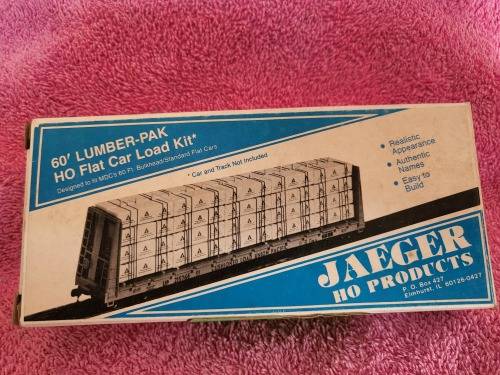 60' LUMBER-PAK
HO Flat Car Load Kit*
Designed to fit MDC's 60 Ft. Bulkhead/Standard Flat Cars
* Car and Track Not Included
• Realistic
Appearance
• Authentic
Names
• Easy to
Build
JAEGER
HO PRODUCTS
P.O. Box 427
Elmhurst, IL 60126-0427